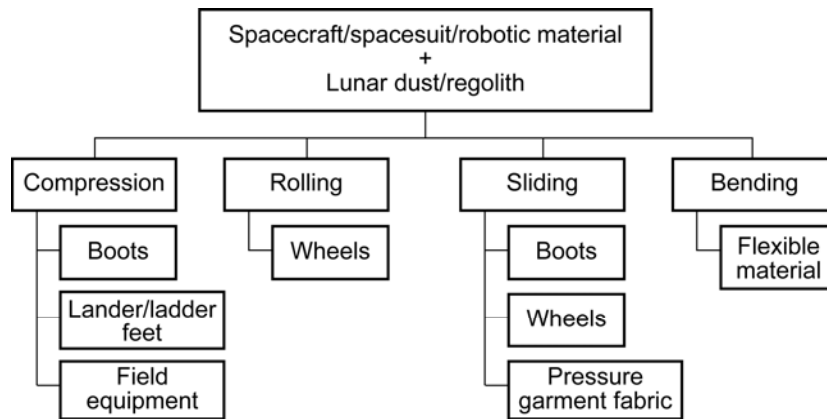 Spacecraft/spacesuit/robotic material
+
Lunar dust/regolith
Compression
Rolling
Sliding
Bending
Boots
Lander/ladder
feet
Field
equipment
Wheels
Boots
Wheels
Pressure
garment fabric
Flexible
material